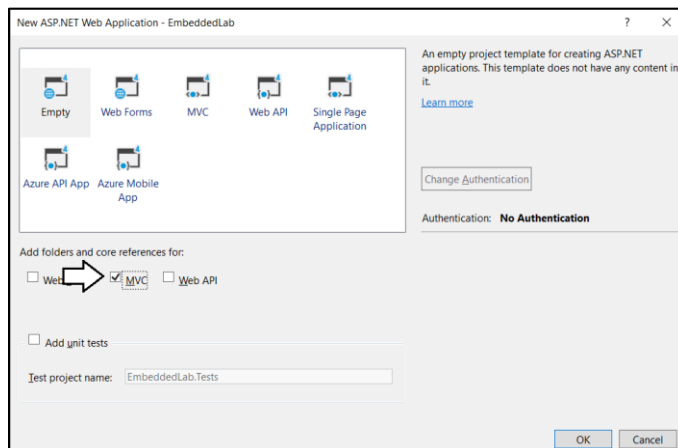 New ASP.NET Web Application - EmbeddedLab
An empty project template for creating ASP.NET
applications. This template does not have any content in
it.
Learn more
Empty
Web Forms
MVC
Web API
Single Page
Application
Azure API App
Azure Mobile
App
Change Authentication
Authentication: No Authentication
Add folders and core references for:
Web
MVC
Web API
Add unit tests
Test project name:
EmbeddedLab.Tests
OK
Cancel